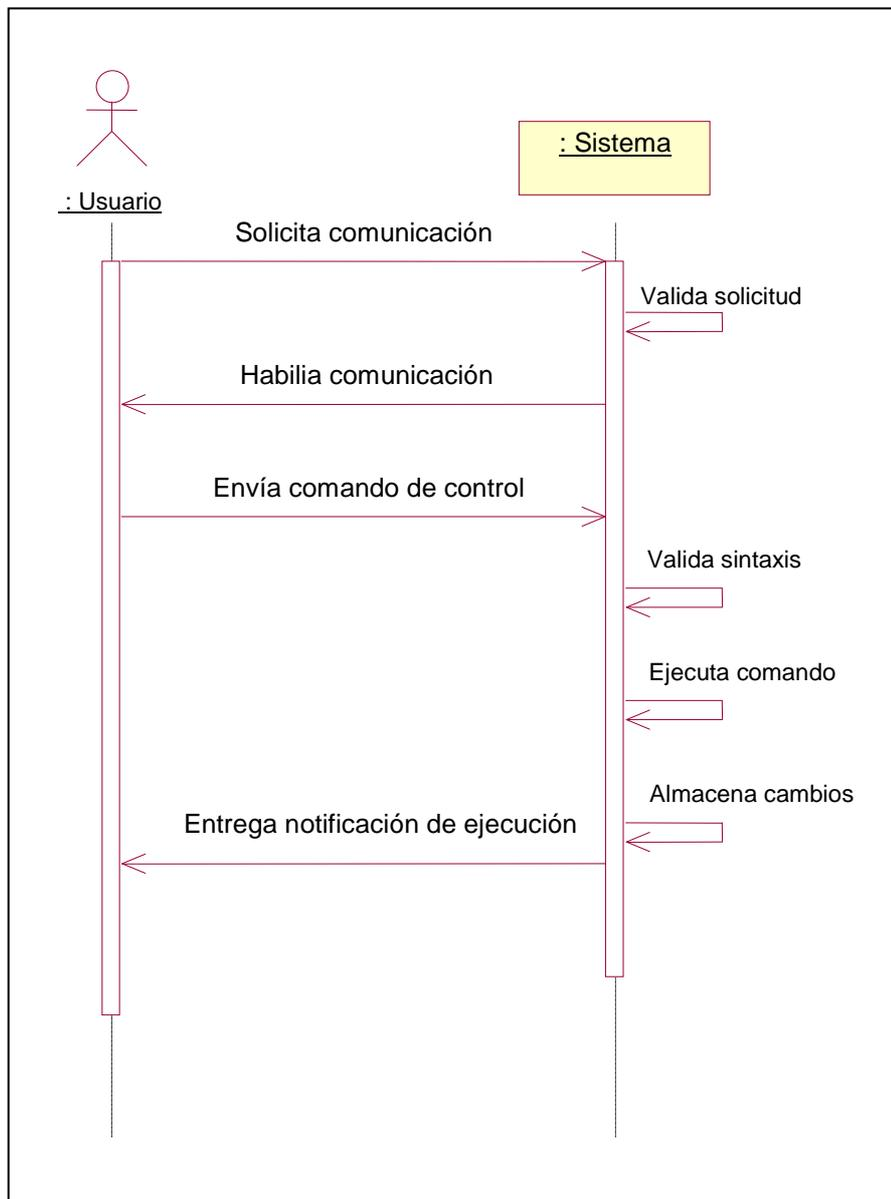 : Sistema
: Usuario
Solicita comunicación
Valida solicitud
Habilia comunicación
Envía comando de control
Valida sintaxis
Ejecuta comando
Almacena cambios
Entrega notificación de ejecución